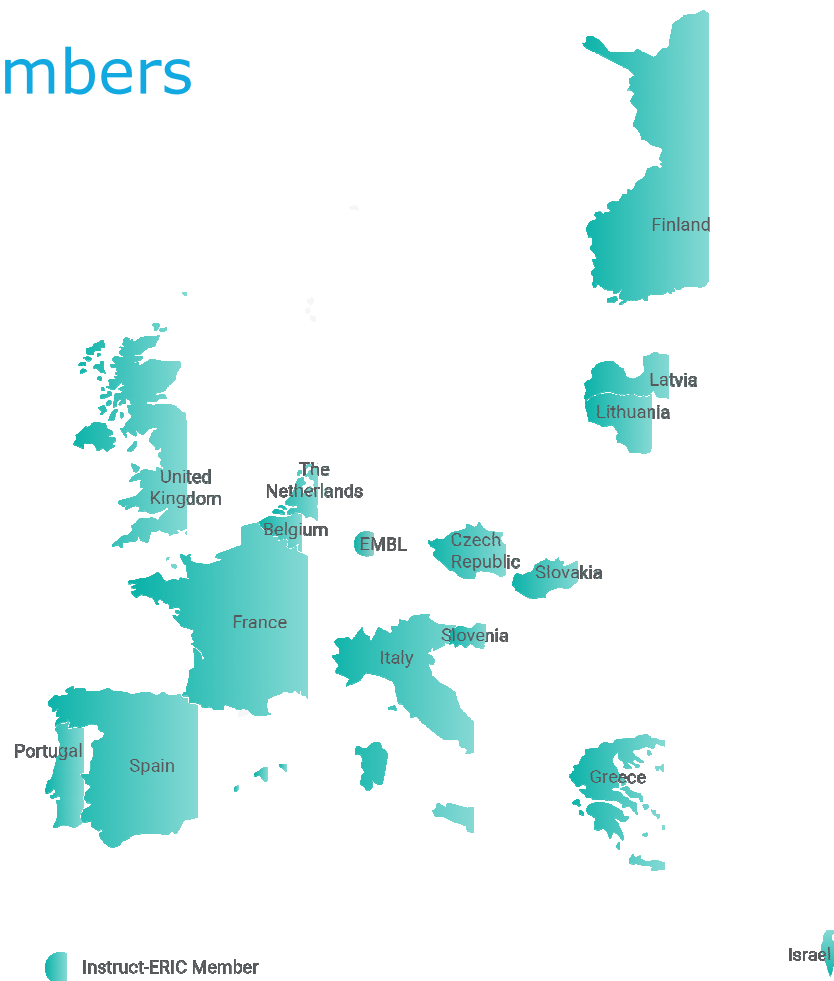 mbers
Finland
Latvia
Lithuania
United
Kingdom
The
Netherlands
Belgium
EMBL
Czech
Republic
Slovakia
France
Slovenia
Italy
Portugal
Spain
Greece
Israel
Instruct-ERIC Member